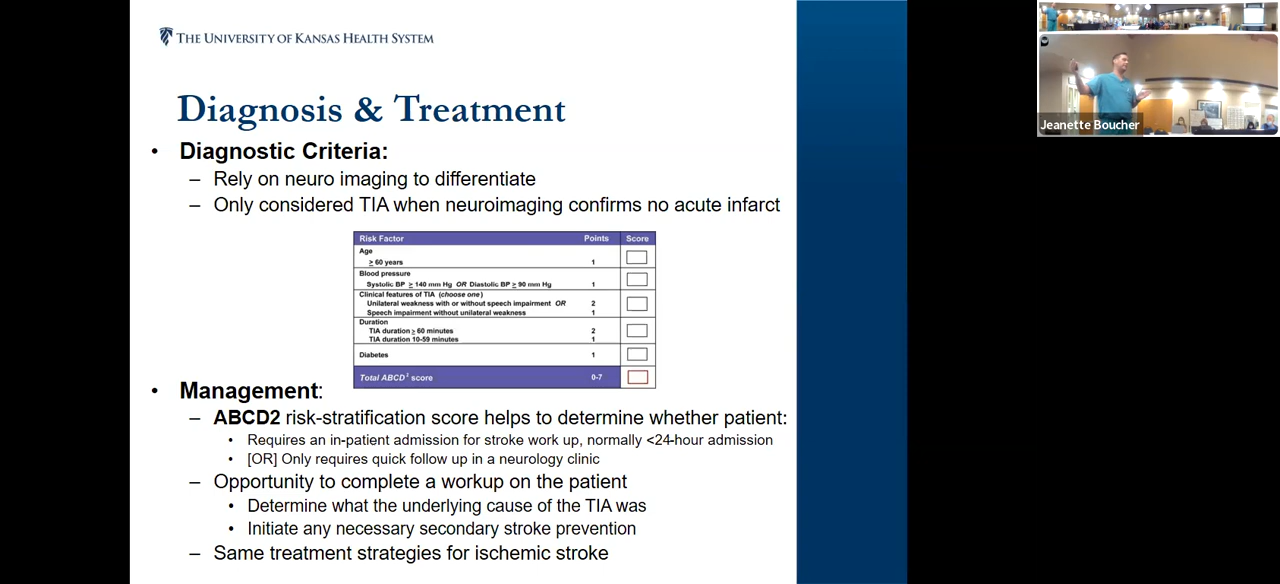 THE UNIVERSITY OF KANSAS HEALTH SYSTEM
Diagnosis & Treatment
• Diagnostic Criteria:
– Rely on neuro imaging to differentiate
– Only considered TIA when neuroimaging confirms no acute infarct
Risk Factor Points Score
Age
≥ 60 years 1
Blood pressure
Systolic BP ≥ 140 mm Hg OR Diastolic BP ≥ 90 mm Hg 1
Clinical features of TIA (choose one)
Unilateral weakness with or without speech impairment OR 2
Speech impairment without unilateral weakness 1
Duration
TIA duration ≥ 60 minutes 2
TIA duration 10-59 minutes 1
Diabetes 1
Total ABCD² score 0-7
• Management:
– ABCD2 risk-stratification score helps to determine whether patient:
• Requires an in-patient admission for stroke work up, normally <24-hour admission
• [OR] Only requires quick follow up in a neurology clinic
– Opportunity to complete a workup on the patient
• Determine what the underlying cause of the TIA was
• Initiate any necessary secondary stroke prevention
– Same treatment strategies for ischemic stroke
Jeanette Boucher